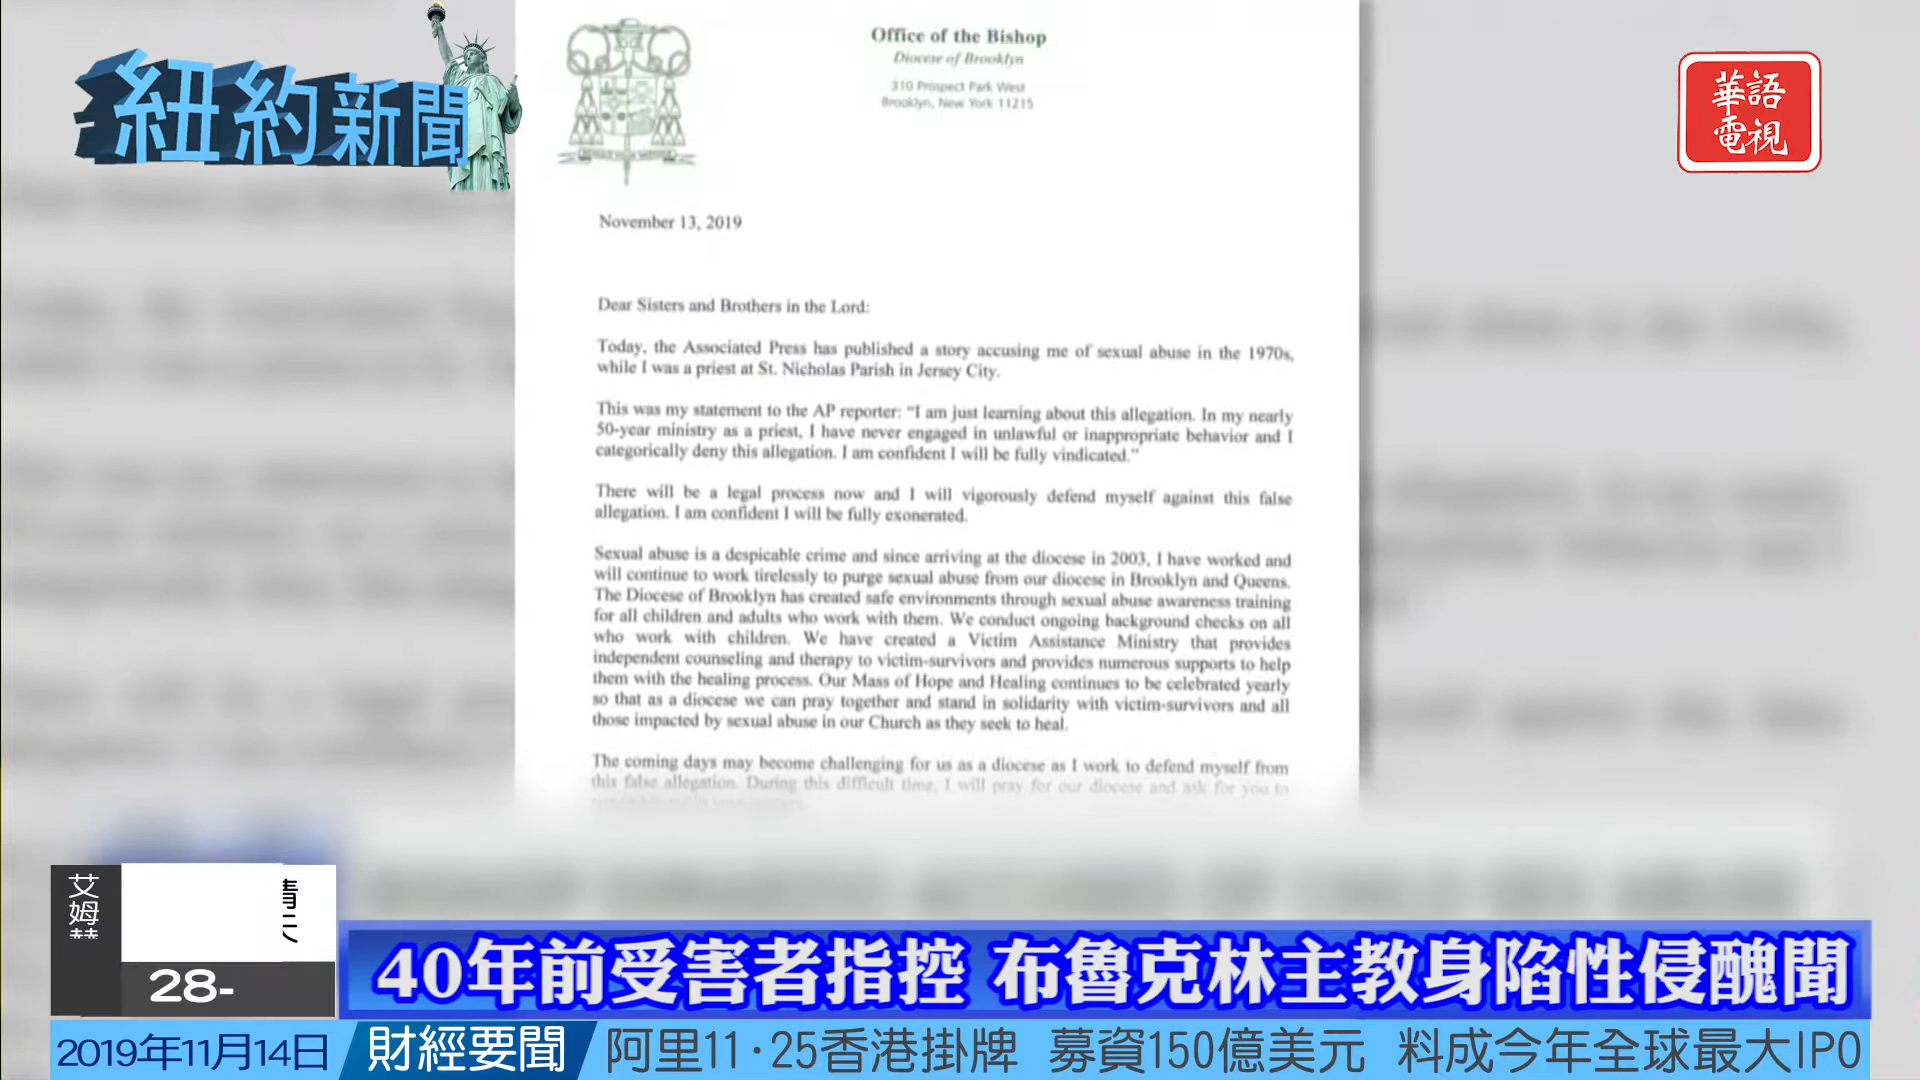 紐約新聞
華語
電視
Office of the Bishop
Diocese of Brooklyn
310 Prospect Park West
Brooklyn, New York 11215
November 13, 2019
Dear Sisters and Brothers in the Lord:
Today, the Associated Press has published a story accusing me of sexual abuse in the 1970s,
while I was a priest at St. Nicholas Parish in Jersey City.
This was my statement to the AP reporter: “I am just learning about this allegation. In my nearly
50-year ministry as a priest, I have never engaged in unlawful or inappropriate behavior and I
categorically deny this allegation. I am confident I will be fully vindicated.”
There will be a legal process now and I will vigorously defend myself against this false
allegation. I am confident I will be fully exonerated.
Sexual abuse is a despicable crime and since arriving at the diocese in 2003, I have worked and
will continue to work tirelessly to purge sexual abuse from our diocese in Brooklyn and Queens.
The Diocese of Brooklyn has created safe environments through sexual abuse awareness training
for all children and adults who work with them. We conduct ongoing background checks on all
who work with children. We have created a Victim Assistance Ministry that provides
independent counseling and therapy to victim-survivors and provides numerous supports to help
them with the healing process. Our Mass of Hope and Healing continues to be celebrated yearly
so that as a diocese we can pray together and stand in solidarity with victim-survivors and all
those impacted by sexual abuse in our Church as they seek to heal.
The coming days may become challenging for us as a diocese as I work to defend myself from
this false allegation. During this difficult time, I will pray for our diocese and ask for you to
艾姆
28-
40年前受害者指控 布魯克林主教身陷性侵醜聞
2019年11月14日 財經要聞 阿里11·25香港掛牌 募資150億美元 料成今年全球最大IPO